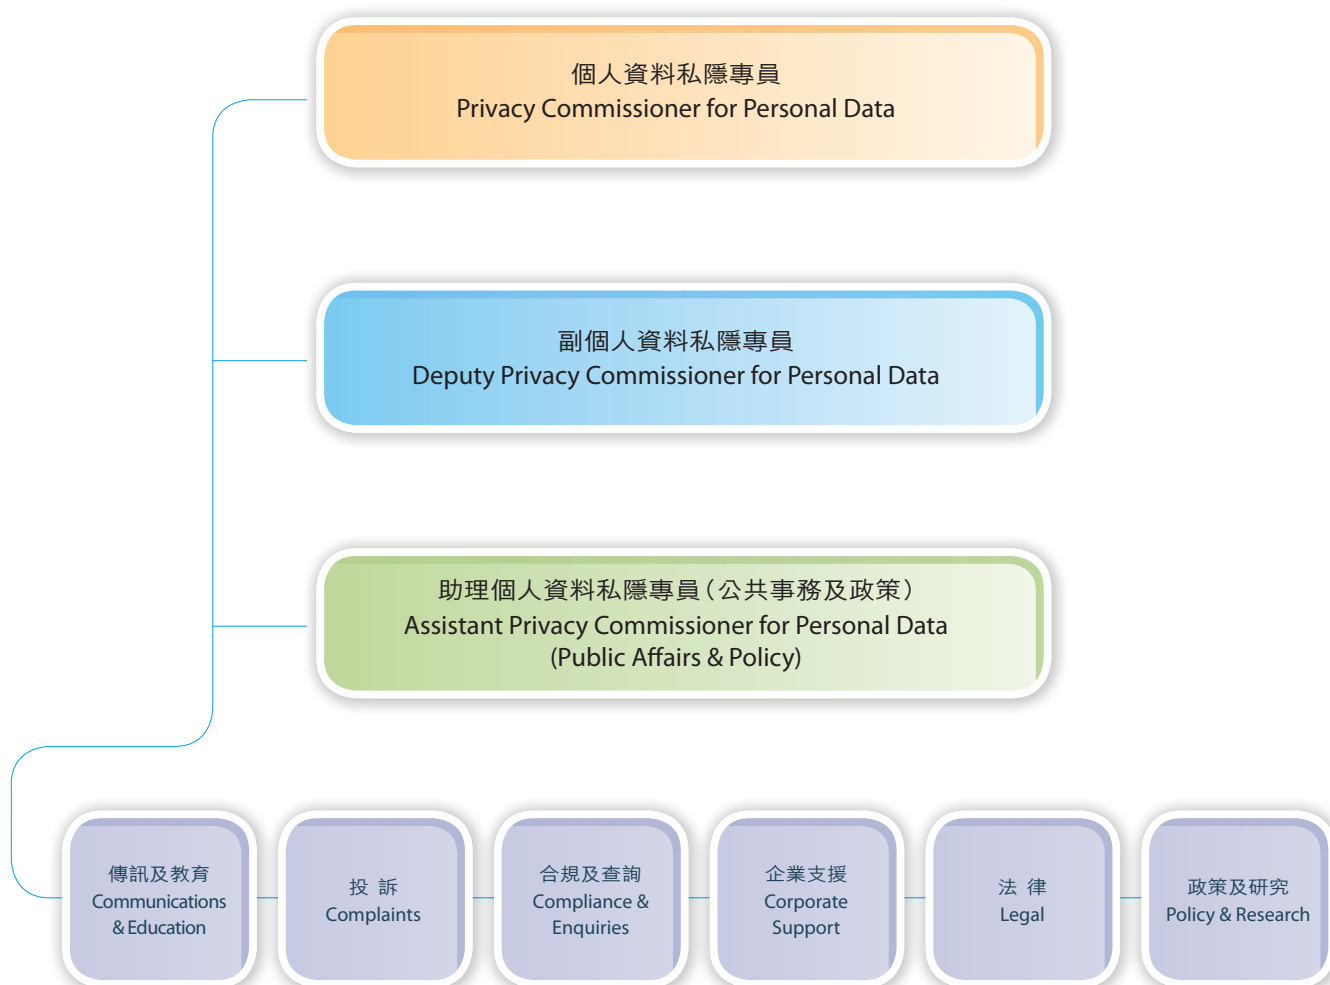 個人資料私隱專員
Privacy Commissioner for Personal Data
副個人資料私隱專員
Deputy Privacy Commissioner for Personal Data
助理個人資料私隱專員（公共事務及政策）
Assistant Privacy Commissioner for Personal Data
(Public Affairs & Policy)
傳訊及教育
Communications
& Education
投 訴
Complaints
合規及查詢
Compliance &
Enquiries
企業支援
Corporate
Support
法 律
Legal
政策及研究
Policy & Research